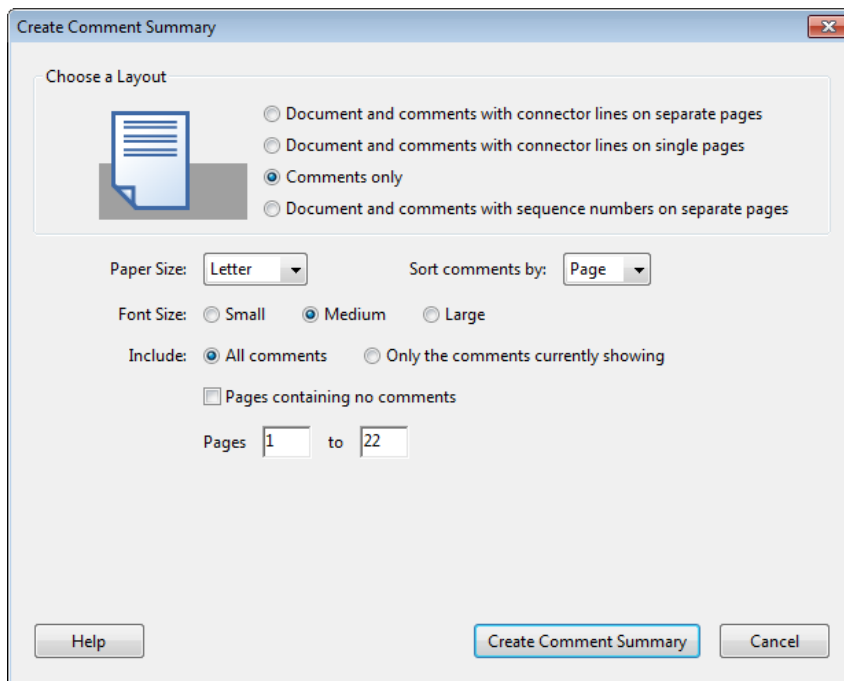 Create Comment Summary
Choose a Layout
Document and comments with connector lines on separate pages
Document and comments with connector lines on single pages
Comments only
Document and comments with sequence numbers on separate pages
Paper Size: Letter Sort comments by: Page
Font Size: Small Medium Large
Include: All comments Only the comments currently showing
Pages containing no comments
Pages 1 to 22
Help Create Comment Summary Cancel